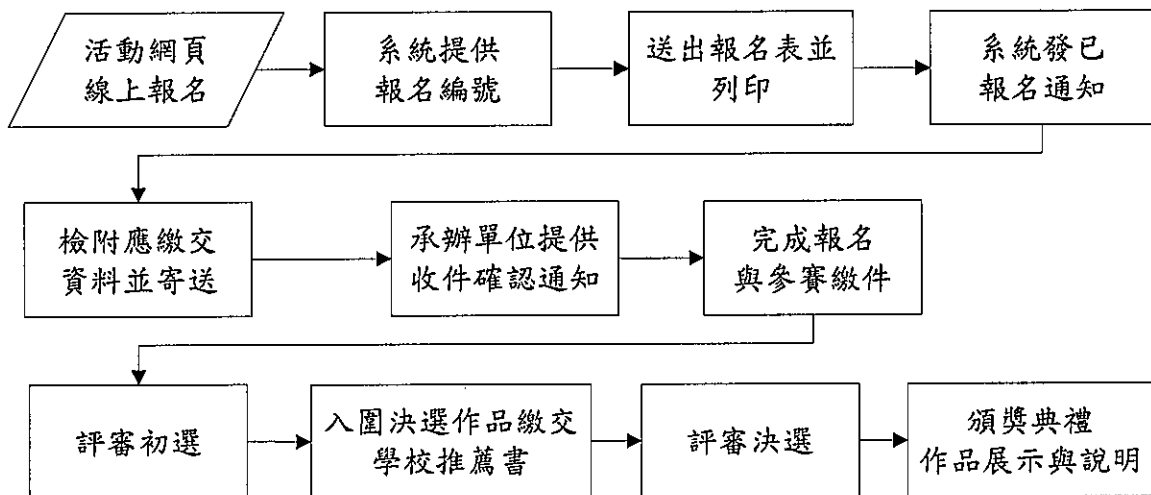 活動網頁
線上報名
系統提供
報名編號
送出報名表並
列印
系統發已
報名通知
檢附應繳交
資料並寄送
承辦單位提供
收件確認通知
完成報名
與參賽繳件
評審初選
入圍決選作品繳交
學校推薦書
評審決選
頒獎典禮
作品展示與說明